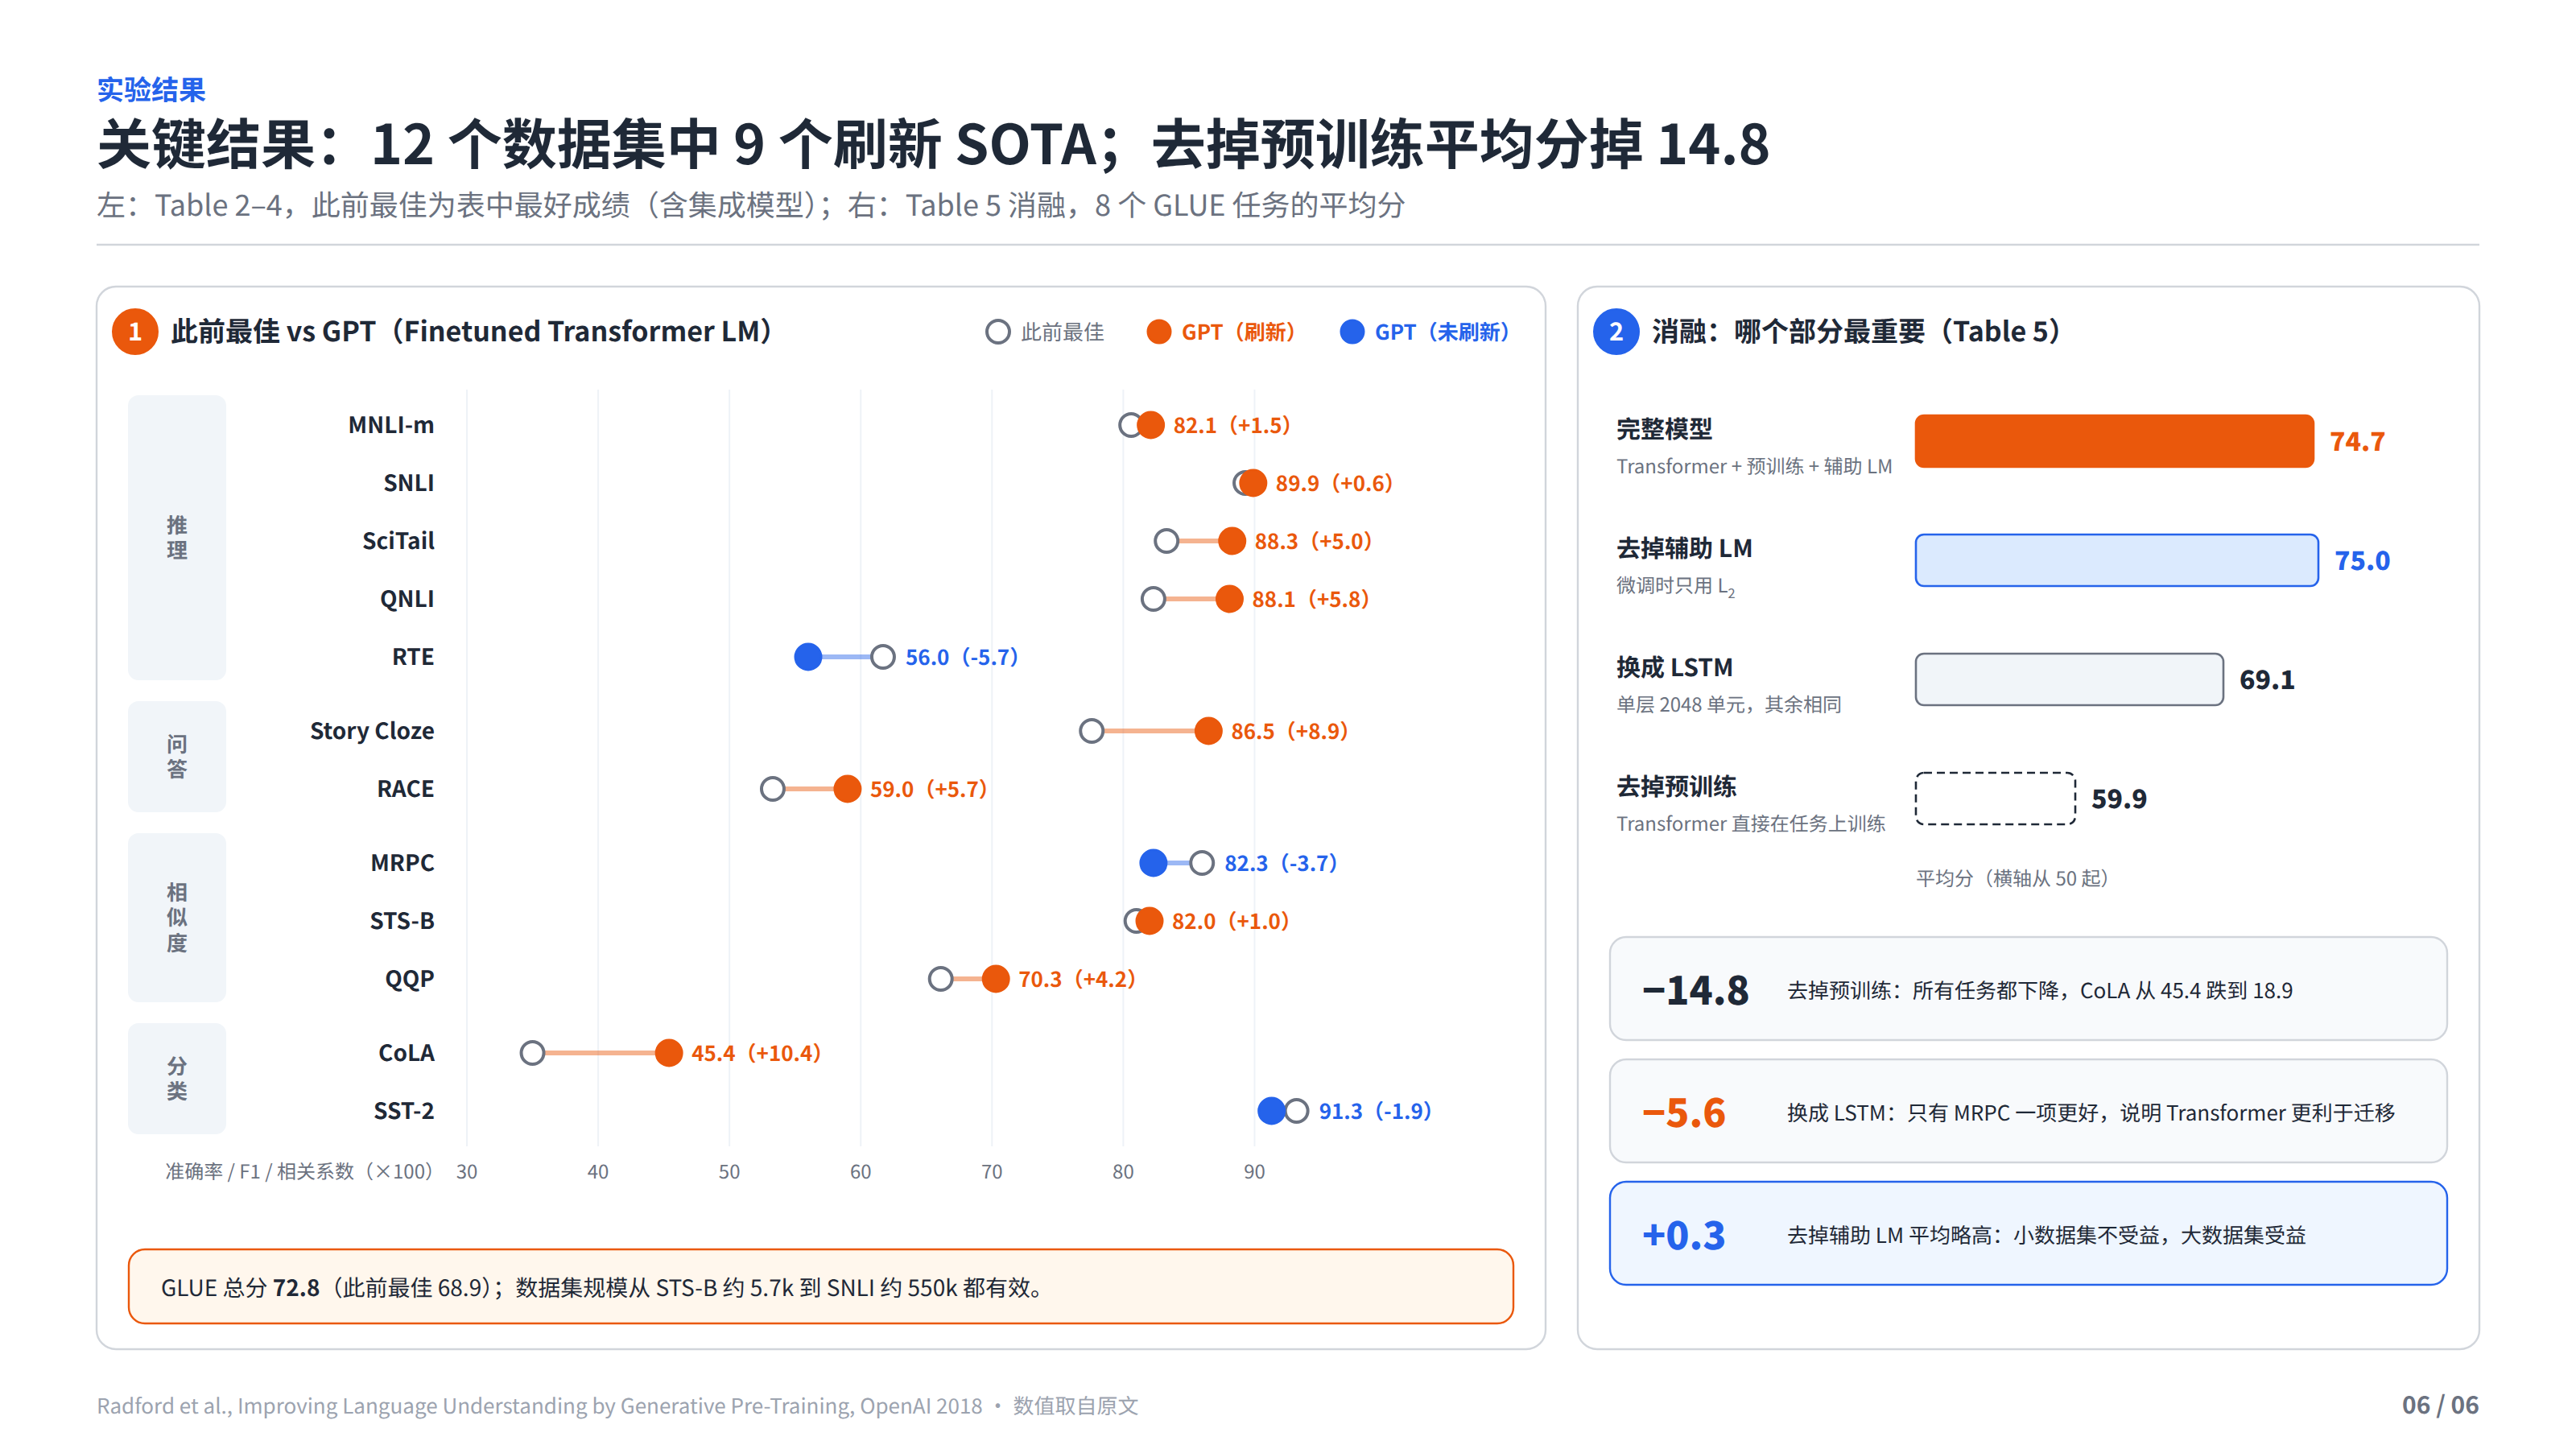 实验结果
关键结果：12 个数据集中 9 个刷新 SOTA；去掉预训练平均分掉 14.8
左：Table 2–4，此前最佳为表中最好成绩（含集成模型）；右：Table 5 消融，8 个 GLUE 任务的平均分
1 此前最佳 vs GPT（Finetuned Transformer LM）
此前最佳 GPT（刷新） GPT（未刷新）
推理
MNLI-m 82.1（+1.5）
SNLI 89.9（+0.6）
SciTail 88.3（+5.0）
QNLI 88.1（+5.8）
RTE 56.0（-5.7）
问答
Story Cloze 86.5（+8.9）
RACE 59.0（+5.7）
相似度
MRPC 82.3（-3.7）
STS-B 82.0（+1.0）
QQP 70.3（+4.2）
分类
CoLA 45.4（+10.4）
SST-2 91.3（-1.9）
准确率 / F1 / 相关系数（×100） 30 40 50 60 70 80 90
GLUE 总分 72.8（此前最佳 68.9）；数据集规模从 STS-B 约 5.7k 到 SNLI 约 550k 都有效。
2 消融：哪个部分最重要（Table 5）
完整模型 74.7
Transformer + 预训练 + 辅助 LM
去掉辅助 LM 75.0
微调时只用 L₂
换成 LSTM 69.1
单层 2048 单元，其余相同
去掉预训练 59.9
Transformer 直接在任务上训练
平均分（横轴从 50 起）
−14.8 去掉预训练：所有任务都下降，CoLA 从 45.4 跌到 18.9
−5.6 换成 LSTM：只有 MRPC 一项更好，说明 Transformer 更利于迁移
+0.3 去掉辅助 LM 平均略高：小数据集不受益，大数据集受益
Radford et al., Improving Language Understanding by Generative Pre-Training, OpenAI 2018 · 数值取自原文
06 / 06